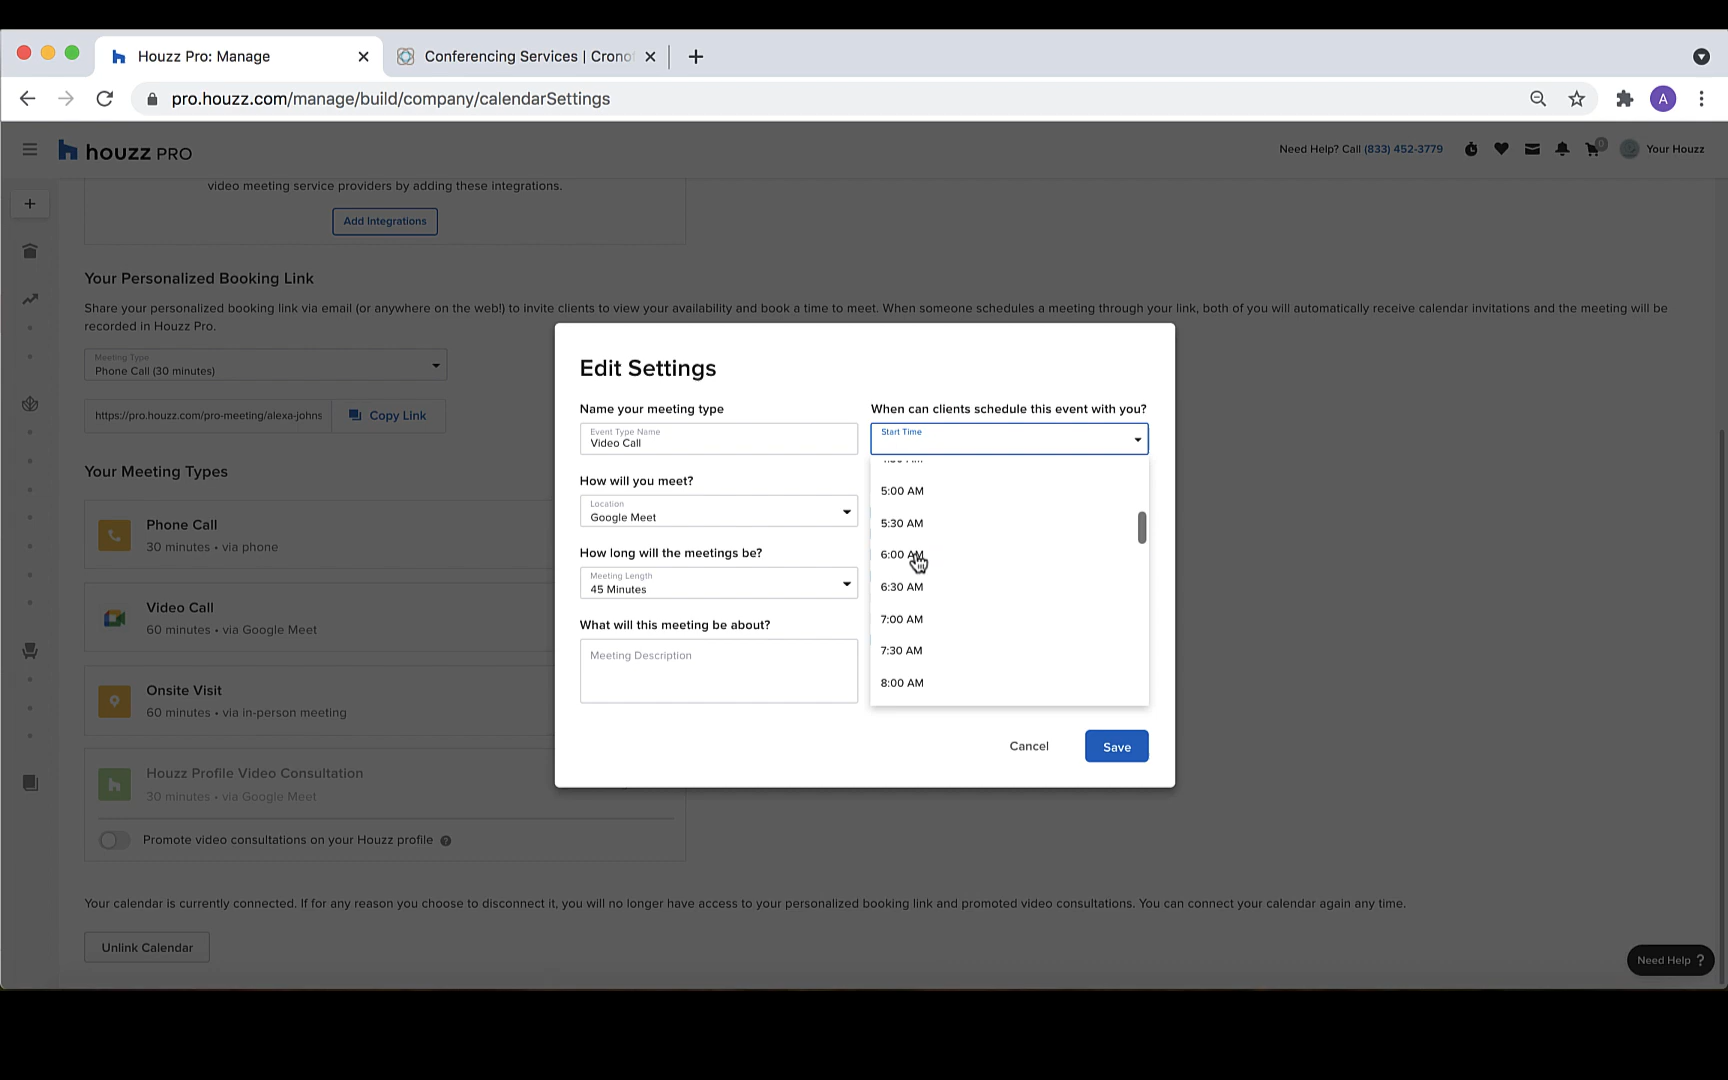 Houzz Pro: Manage
Conferencing Services | Crono
pro.houzz.com/manage/build/company/calendarSettings
A
houzz PRO
Need Help? Call (833) 452-3779
0
Your Houzz
video meeting service providers by adding these integrations.
Add Integrations
Your Personalized Booking Link
Share your personalized booking link via email (or anywhere on the web!) to invite clients to view your availability and book a time to meet. When someone schedules a meeting through your link, both of you will automatically receive calendar invitations and the meeting will be
recorded in Houzz Pro.
Meeting Type
Phone Call (30 minutes)
https://pro.houzz.com/pro-meeting/alexa-johns
Copy Link
Your Meeting Types
Phone Call
30 minutes • via phone
Video Call
60 minutes • via Google Meet
Onsite Visit
60 minutes • via in-person meeting
Houzz Profile Video Consultation
30 minutes • via Google Meet
Promote video consultations on your Houzz profile ?
Your calendar is currently connected. If for any reason you choose to disconnect it, you will no longer have access to your personalized booking link and promoted video consultations. You can connect your calendar again any time.
Unlink Calendar
Edit Settings
Name your meeting type
Event Type Name
Video Call
How will you meet?
Location
Google Meet
How long will the meetings be?
Meeting Length
45 Minutes
What will this meeting be about?
Meeting Description
When can clients schedule this event with you?
Start Time
5:00 AM
5:30 AM
6:00 AM
6:30 AM
7:00 AM
7:30 AM
8:00 AM
Cancel
Save
Need Help ?